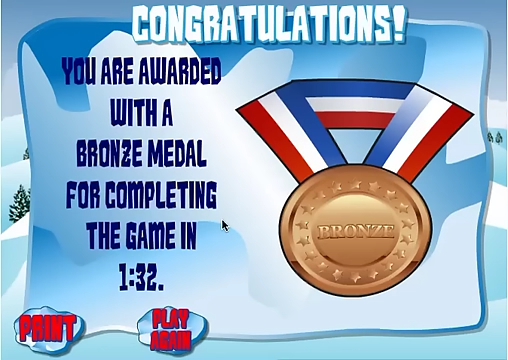 CONGRATULATIONS!
YOU ARE AWARDED
WITH A
BRONZE MEDAL
FOR COMPLETING
THE GAME IN
1:32.
BRONZE
PRINT
PLAY
AGAIN